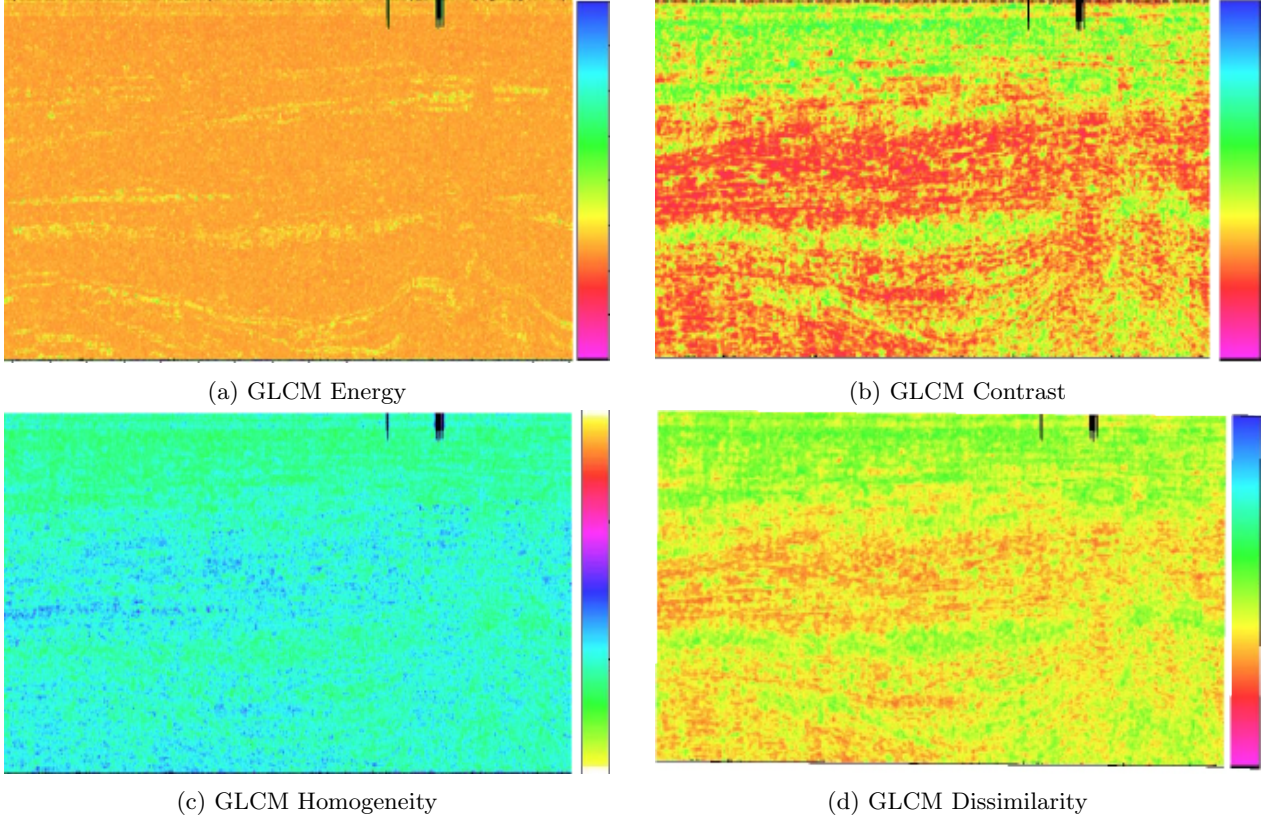 (a) GLCM Energy
(b) GLCM Contrast
(c) GLCM Homogeneity
(d) GLCM Dissimilarity